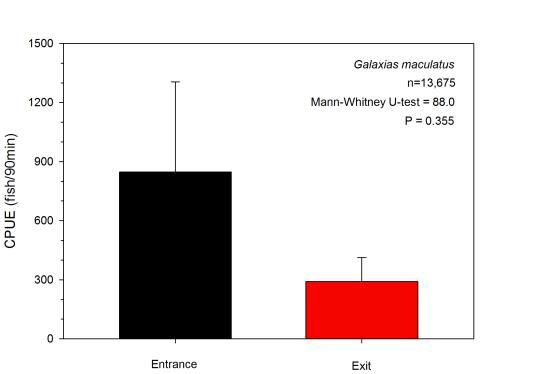 1500
1200
900
600
300
0
CPUE (fish/90min)
Galaxias maculatus
n=13,675
Mann-Whitney U-test = 88.0
P = 0.355
Entrance
Exit